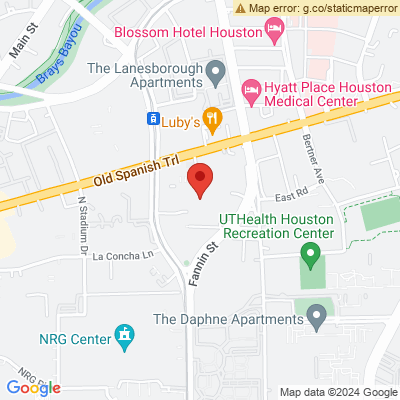 Map error: g.co/staticmaperror
Blossom Hotel Houston
Main St
Brays Bayou
The Lanesborough
Apartments
Hyatt Place Houston
Medical Center
Luby's
Bertner Ave
Old Spanish Trl
East Rd
N Stadium Dr
UTHealth Houston
Recreation Center
La Concha Ln
Fannin St
The Daphne Apartments
NRG Center
Google
Map data ©2024 Google